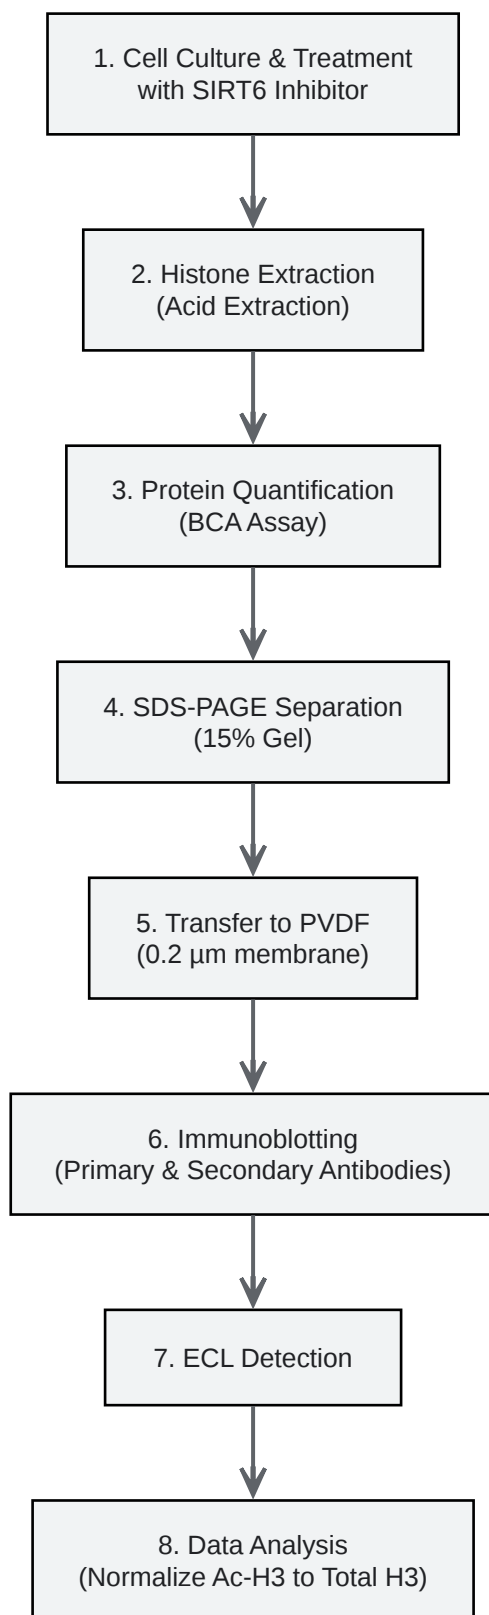 1. Cell Culture & Treatment
with SIRT6 Inhibitor
2. Histone Extraction
(Acid Extraction)
3. Protein Quantification
(BCA Assay)
4. SDS-PAGE Separation
(15% Gel)
5. Transfer to PVDF
(0.2 µm membrane)
6. Immunoblotting
(Primary & Secondary Antibodies)
7. ECL Detection
8. Data Analysis
(Normalize Ac-H3 to Total H3)